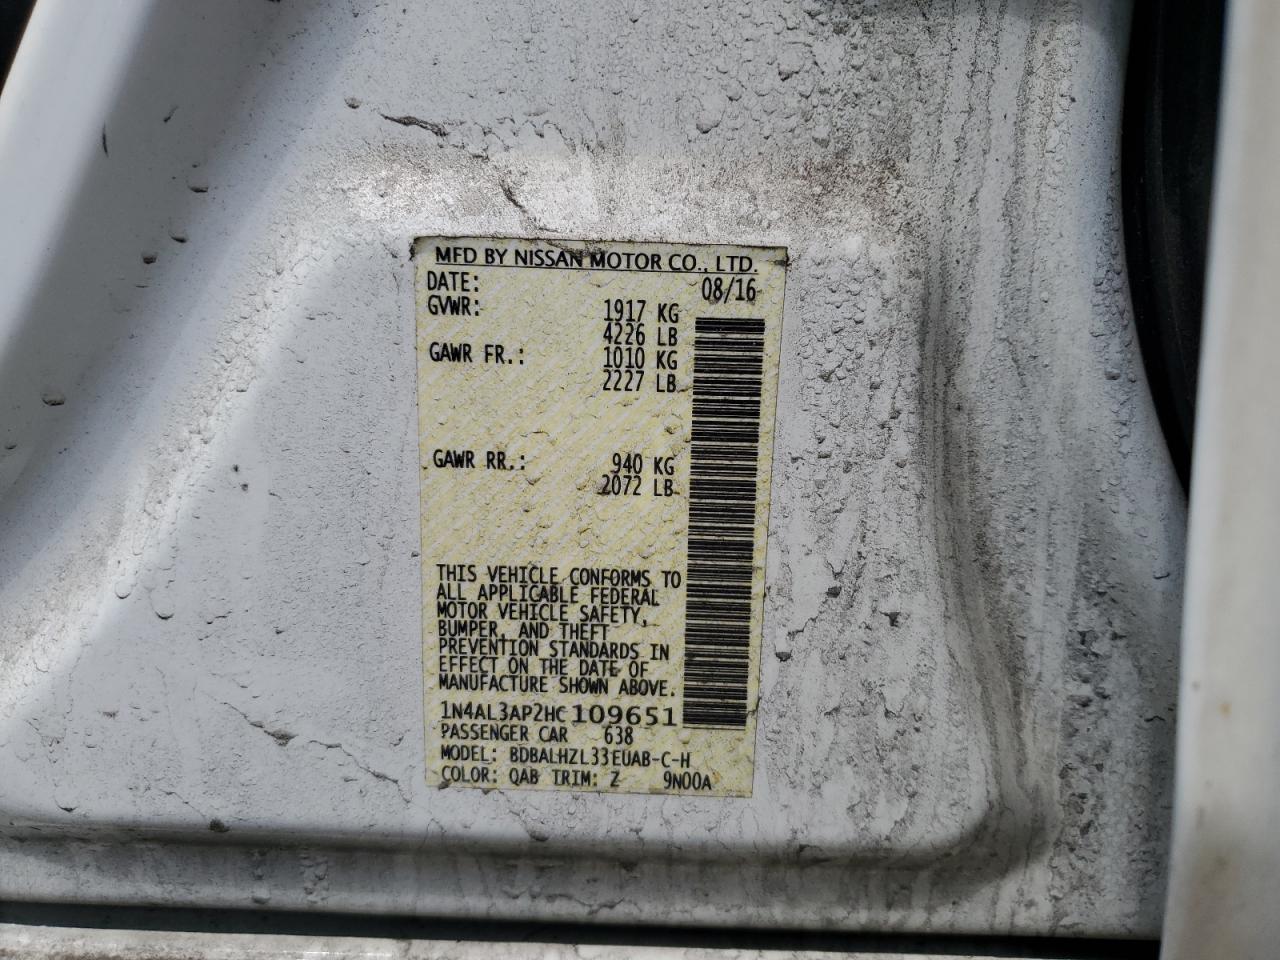 MFD BY NISSAN MOTOR CO., LTD.
DATE: 08/16
GVWR: 1917 KG
4226 LB
GAWR FR.: 1010 KG
2227 LB
GAWR RR.: 940 KG
2072 LB
THIS VEHICLE CONFORMS TO
ALL APPLICABLE FEDERAL
MOTOR VEHICLE SAFETY,
BUMPER, AND THEFT
PREVENTION STANDARDS IN
EFFECT ON THE DATE OF
MANUFACTURE SHOWN ABOVE.
1N4AL3AP2HC109651
PASSENGER CAR 638
MODEL: BDBALHZL33EUAB-C-H
COLOR: QAB TRIM: Z 9N00A